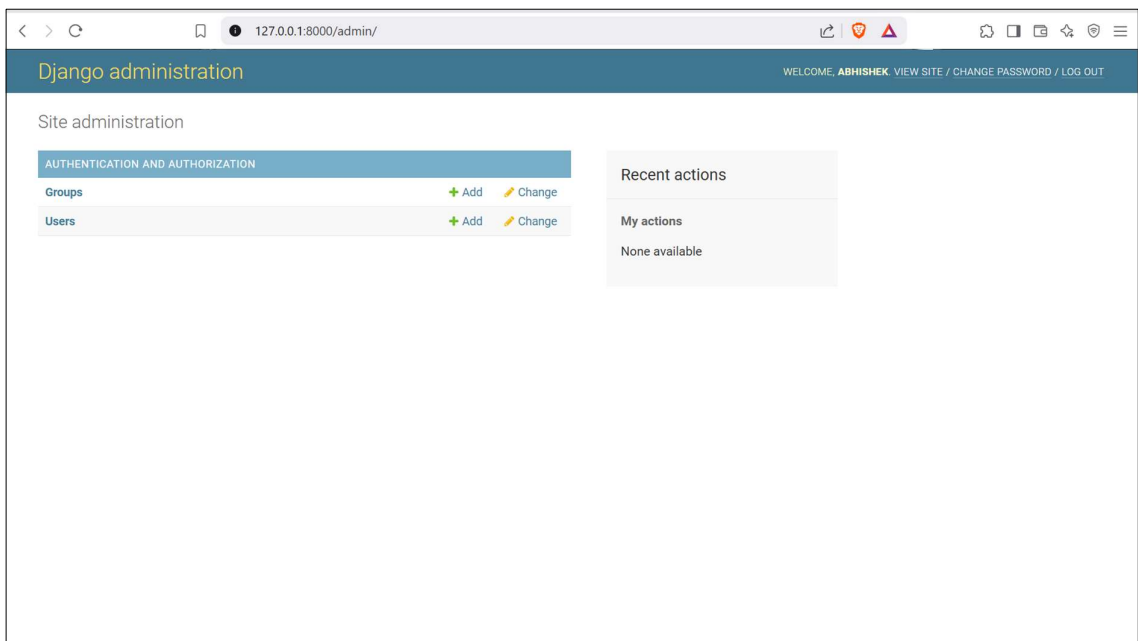 127.0.0.1:8000/admin/
Django administration
WELCOME, ABHISHEK. VIEW SITE / CHANGE PASSWORD / LOG OUT
Site administration
AUTHENTICATION AND AUTHORIZATION
Groups Add Change
Users Add Change
Recent actions
My actions
None available